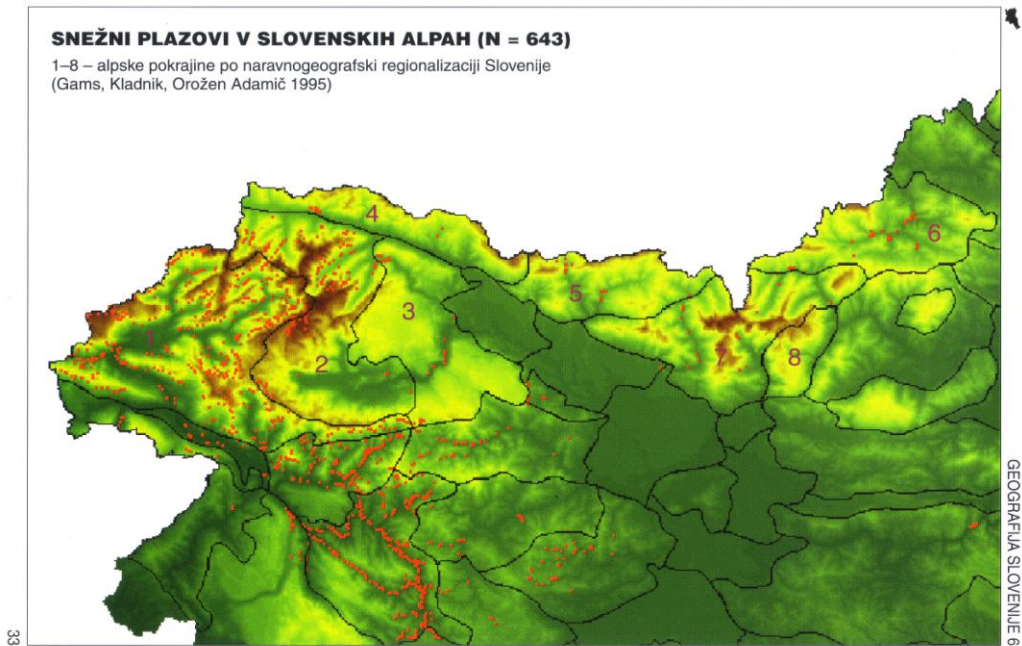 SNEŽNI PLAZOVI V SLOVENSKIH ALPAH (N = 643)
1–8 – alpske pokrajine po naravnogeografski regionalizaciji Slovenije
(Gams, Kladnik, Orožen Adamič 1995)
4
6
5
3
1
2
7
8
GEOGRAFIJA SLOVENIJE 6
33